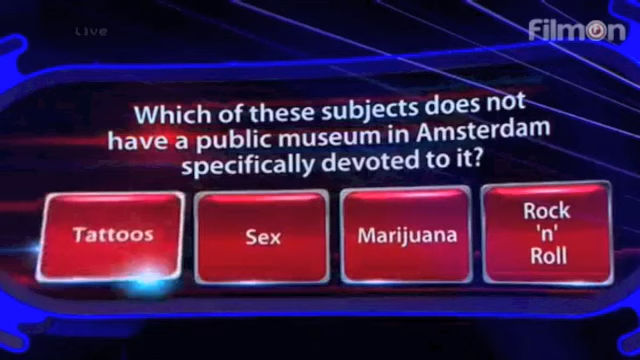 Live
FilmOn
Which of these subjects does not
have a public museum in Amsterdam
specifically devoted to it?
Tattoos
Sex
Marijuana
Rock
'n'
Roll